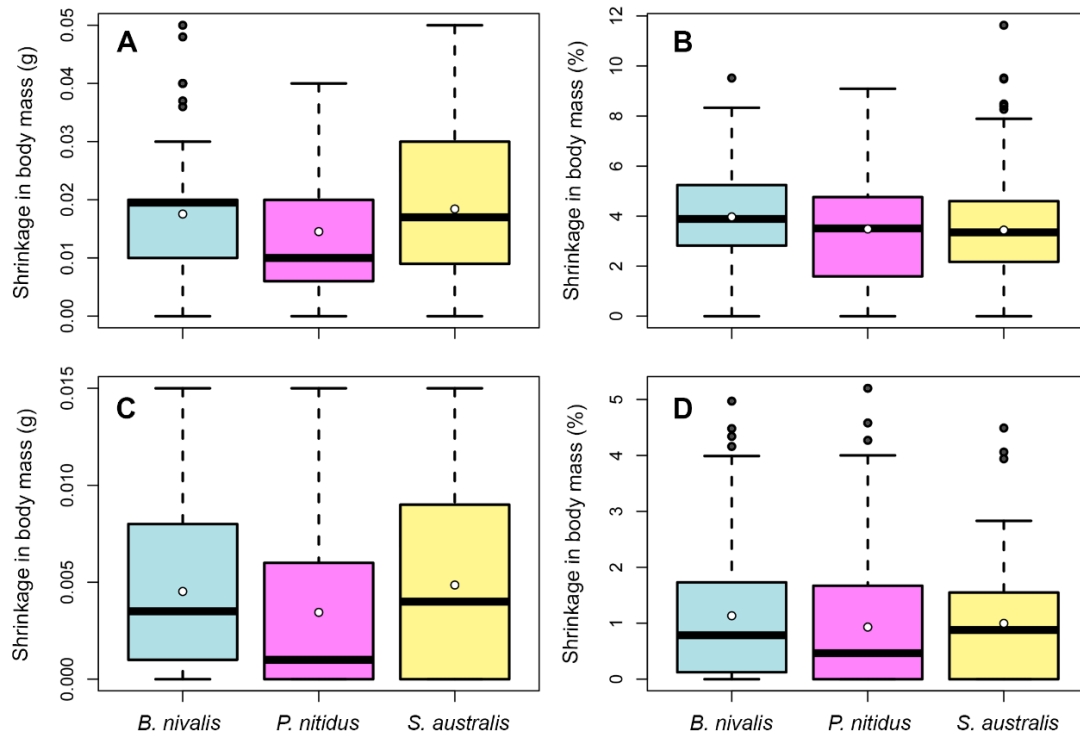 A
Shrinkage in body mass (g)
0.00 0.01 0.02 0.03 0.04 0.05
B
Shrinkage in body mass (%)
0 2 4 6 8 10 12
C
Shrinkage in body mass (g)
0.000 0.005 0.010 0.015
B. nivalis P. nitidus S. australis
D
Shrinkage in body mass (%)
0 1 2 3 4 5
B. nivalis P. nitidus S. australis